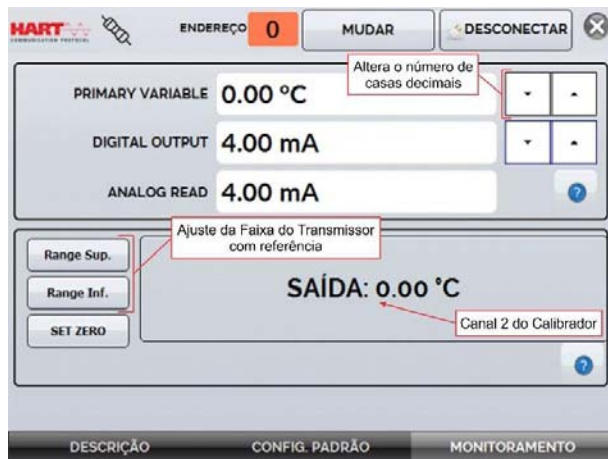 HART
COMMUNICATION PROTOCOL
ENDEREÇO 0 MUDAR DESCONECTAR
Altera o número de
casas decimais
PRIMARY VARIABLE 0.00 ºC
DIGITAL OUTPUT 4.00 mA
ANALOG READ 4.00 mA
?
Ajuste da Faixa do Transmissor
com referência
Range Sup.
Range Inf.
SET ZERO
SAÍDA: 0.00 °C
Canal 2 do Calibrador
?
DESCRIÇÃO CONFIG. PADRÃO MONITORAMENTO